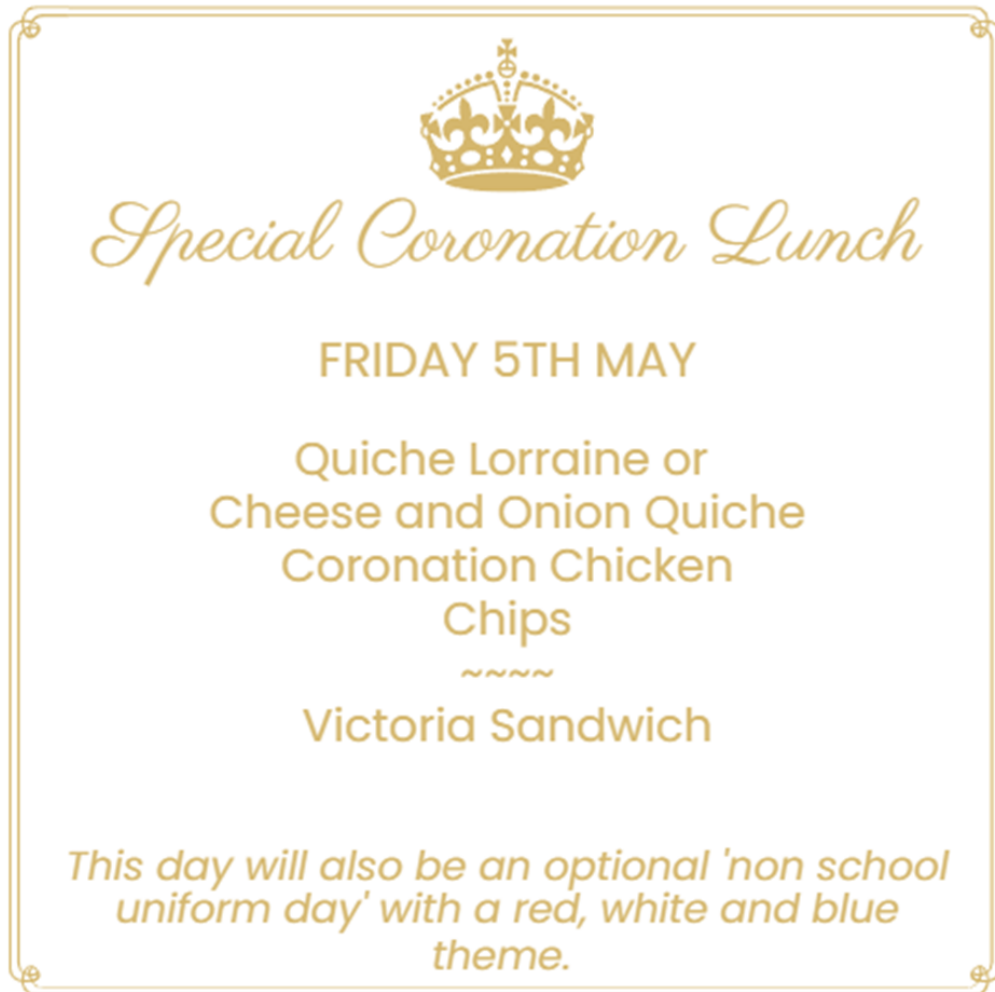 Special Coronation Lunch
FRIDAY 5TH MAY
Quiche Lorraine or
Cheese and Onion Quiche
Coronation Chicken
Chips
~~~~
Victoria Sandwich
This day will also be an optional 'non school
uniform day' with a red, white and blue
theme.